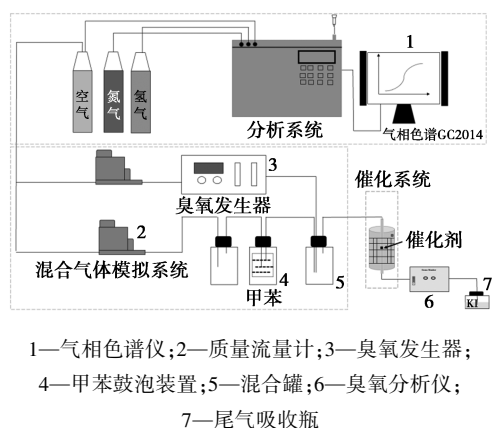 1
空气
氮气
氢气
分析系统
气相色谱GC2014
3
催化系统
臭氧发生器
2
催化剂
混合气体模拟系统
4
甲苯
5
6
7
KI
1—气相色谱仪;2—质量流量计;3—臭氧发生器;
4—甲苯鼓泡装置;5—混合罐;6—臭氧分析仪;
7—尾气吸收瓶